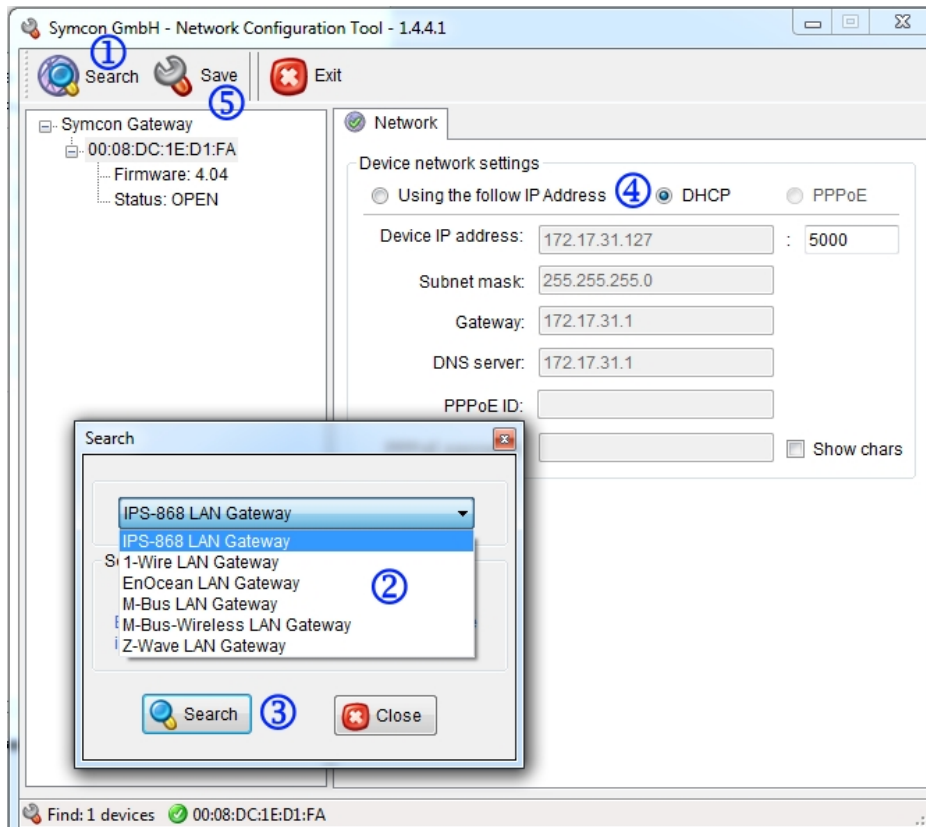 Symcon GmbH - Network Configuration Tool - 1.4.4.1
①
Search Save Exit
⑤
Symcon Gateway
00:08:DC:1E:D1:FA
Firmware: 4.04
Status: OPEN
Network
Device network settings
Using the follow IP Address ④ DHCP PPPoE
Device IP address: 172.17.31.127 : 5000
Subnet mask: 255.255.255.0
Gateway: 172.17.31.1
DNS server: 172.17.31.1
PPPoE ID:
Show chars
Search
IPS-868 LAN Gateway
IPS-868 LAN Gateway
1-Wire LAN Gateway
EnOcean LAN Gateway
②
M-Bus LAN Gateway
M-Bus-Wireless LAN Gateway
Z-Wave LAN Gateway
Search ③ Close
Find: 1 devices 00:08:DC:1E:D1:FA